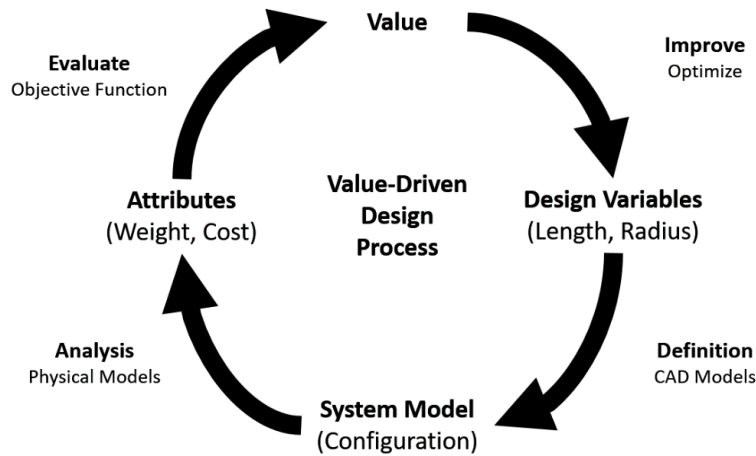 Value
Improve
Optimize
Evaluate
Objective Function
Value-Driven
Design
Process
Attributes
(Weight, Cost)
Design Variables
(Length, Radius)
Analysis
Physical Models
Definition
CAD Models
System Model
(Configuration)